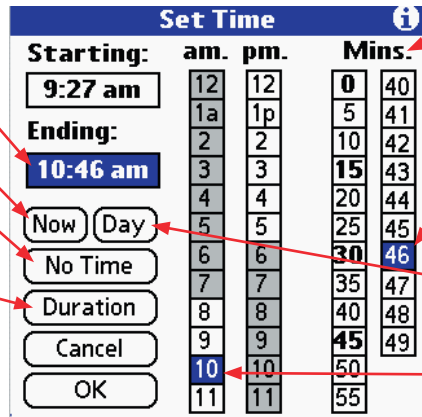 Set Time i
Starting:
9:27 am
Ending:
10:46 am
Now Day
No Time
Duration
Cancel
OK
am.
12
1a
2
3
4
5
6
7
8
9
10
11
pm.
12
1p
2
3
4
5
6
7
8
9
10
11
Mins.
0
5
10
15
20
25
30
35
40
45
50
55
40
41
42
43
44
45
46
47
48
49